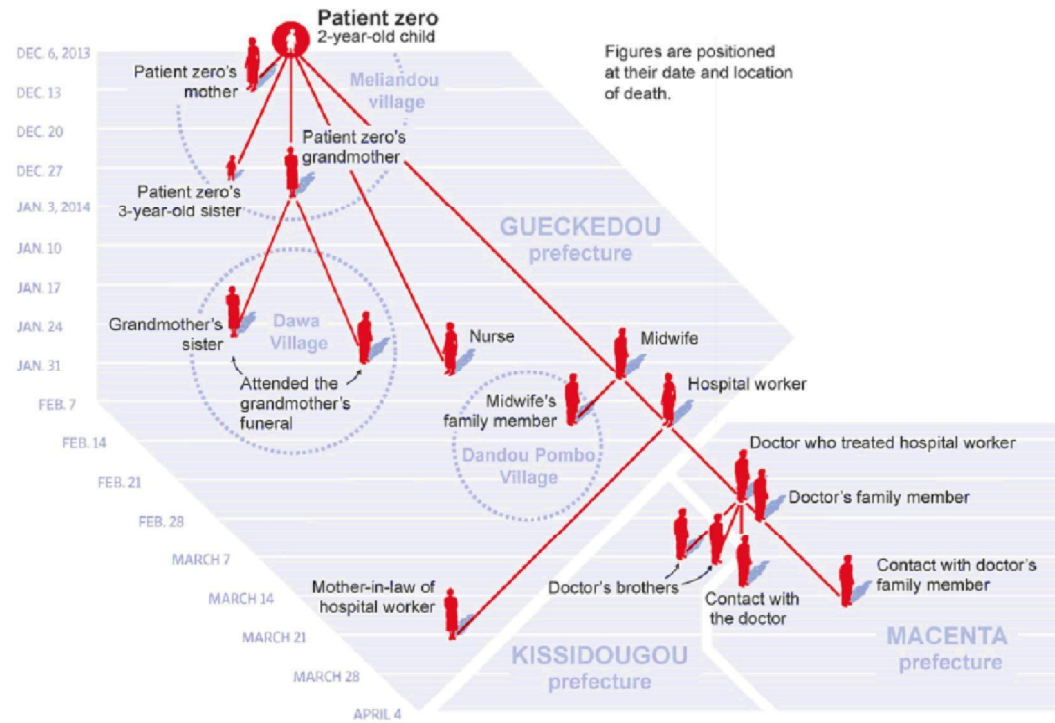 Patient zero
2-year-old child
DEC. 6, 2013
Figures are positioned
at their date and location
of death.
Patient zero's
mother
Meliandou
village
DEC. 13
DEC. 20
Patient zero's
grandmother
DEC. 27
Patient zero's
3-year-old sister
JAN. 3, 2014
GUECKEDOU
prefecture
JAN. 10
JAN. 17
JAN. 24
Grandmother's
sister
Dawa
Village
Nurse
Midwife
JAN. 31
Attended the
grandmother's
funeral
Midwife's
family member
Hospital worker
FEB. 7
FEB. 14
Dandou Pombo
Village
Doctor who treated hospital worker
FEB. 21
Doctor's family member
FEB. 28
MARCH 7
Mother-in-law of
hospital worker
Doctor's brothers
Contact with
the doctor
Contact with doctor's
family member
MARCH 14
MARCH 21
KISSIDOUGOU
prefecture
MACENTA
prefecture
MARCH 28
APRIL 4